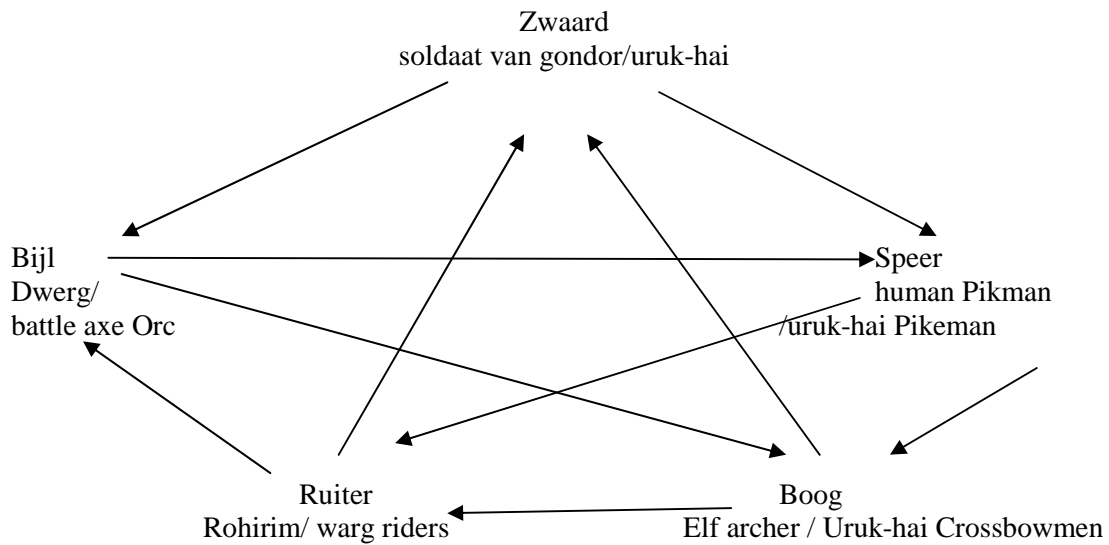 Zwaard
soldaat van gondor/uruk-hai
Bijl
Dwerg/
battle axe Orc
Speer
human Pikman
/uruk-hai Pikeman
Ruiter
Rohirim/ warg riders
Boog
Elf archer / Uruk-hai Crossbowmen